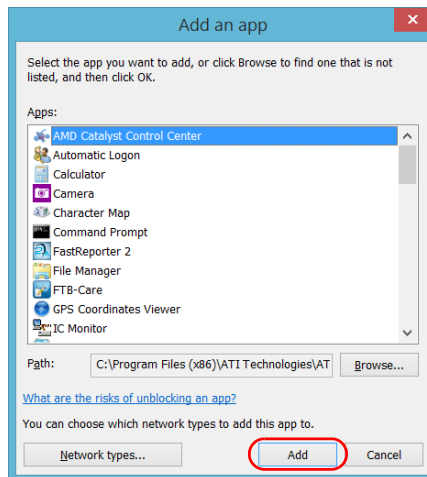 Add an app
Select the app you want to add, or click Browse to find one that is not
listed, and then click OK.
Apps:
AMD Catalyst Control Center
Automatic Logon
Calculator
Camera
Character Map
Command Prompt
FastReporter 2
File Manager
FTB-Care
GPS Coordinates Viewer
IC Monitor
Path: C:\Program Files (x86)\ATI Technologies\AT Browse...
What are the risks of unblocking an app?
You can choose which network types to add this app to.
Network types... Add Cancel